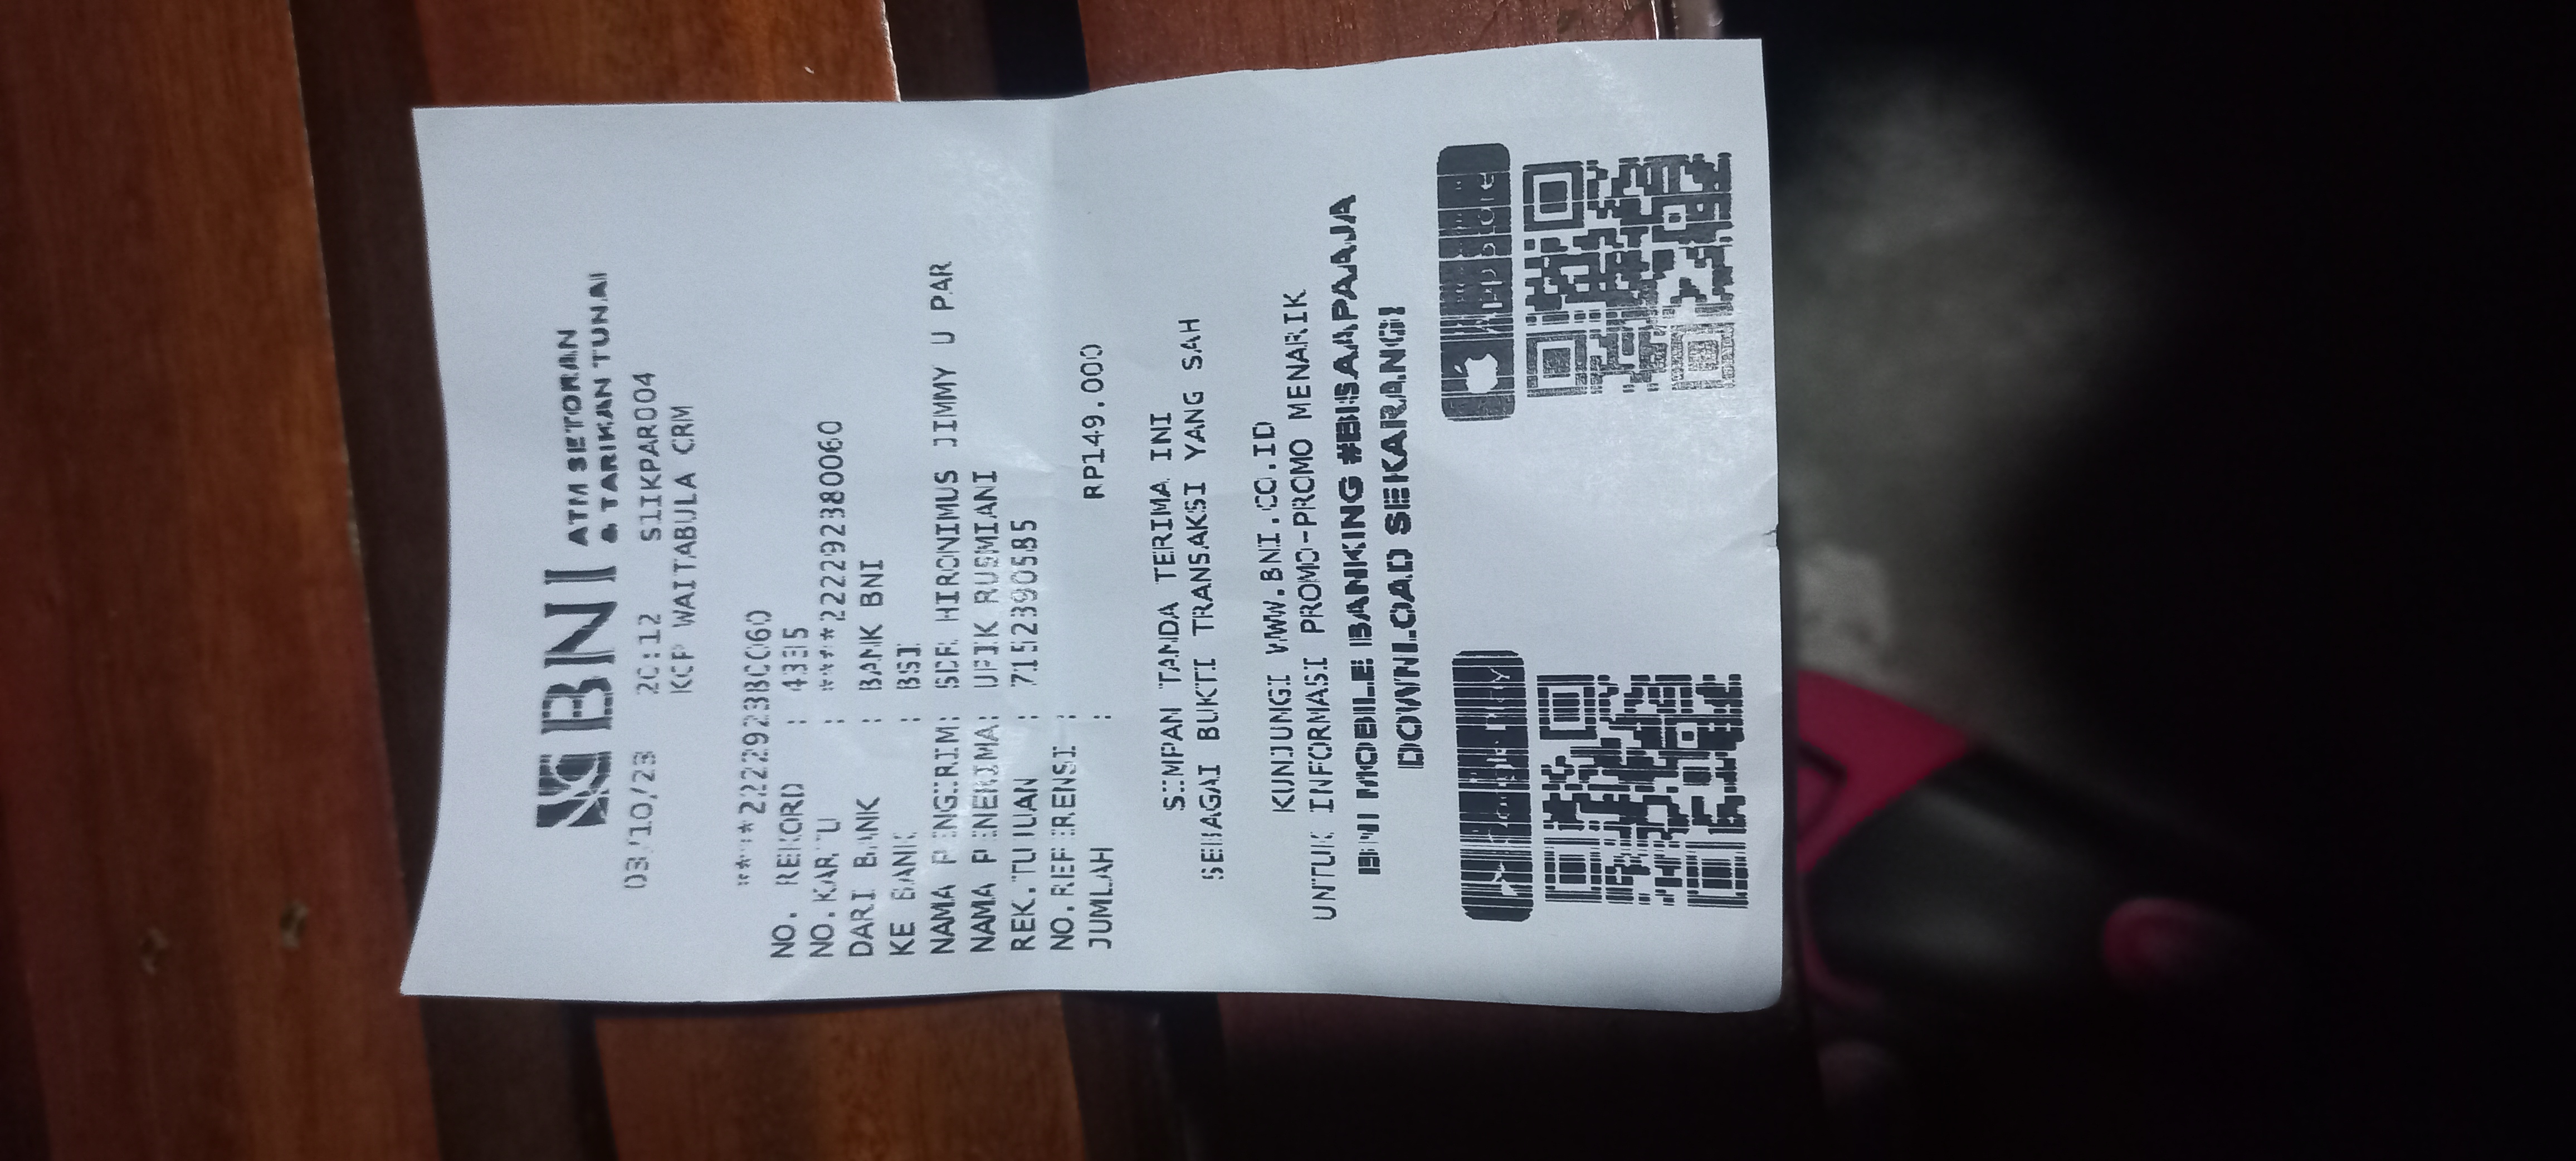 BNI ATM SETORAN
& TARIKAN TUNAI
03/10/23 20:12 S1IKPAR004
KCP WAITABULA CRM
****222292380060
NO. REKORD : 4335
NO.KARTU : ****222292380060
DARI BANK : BANK BNI
KE BANK : BSI
NAMA PENGIRIM: SDR HIRONIMUS JIMMY U PAR
NAMA PENERIMA: UPIK RUSMIANI
REK.TUJUAN : 7152390585
NO.REFERENSI :
JUMLAH : RP149.000
SIMPAN TANDA TERIMA INI
SEBAGAI BUKTI TRANSAKSI YANG SAH
KUNJUNGI WWW.BNI.CO.ID
UNTUK INFORMASI PROMO-PROMO MENARIK
BNI MOBILE BANKING #BISAAPAAJA
DOWNLOAD SEKARANG!
Google Play
App Store